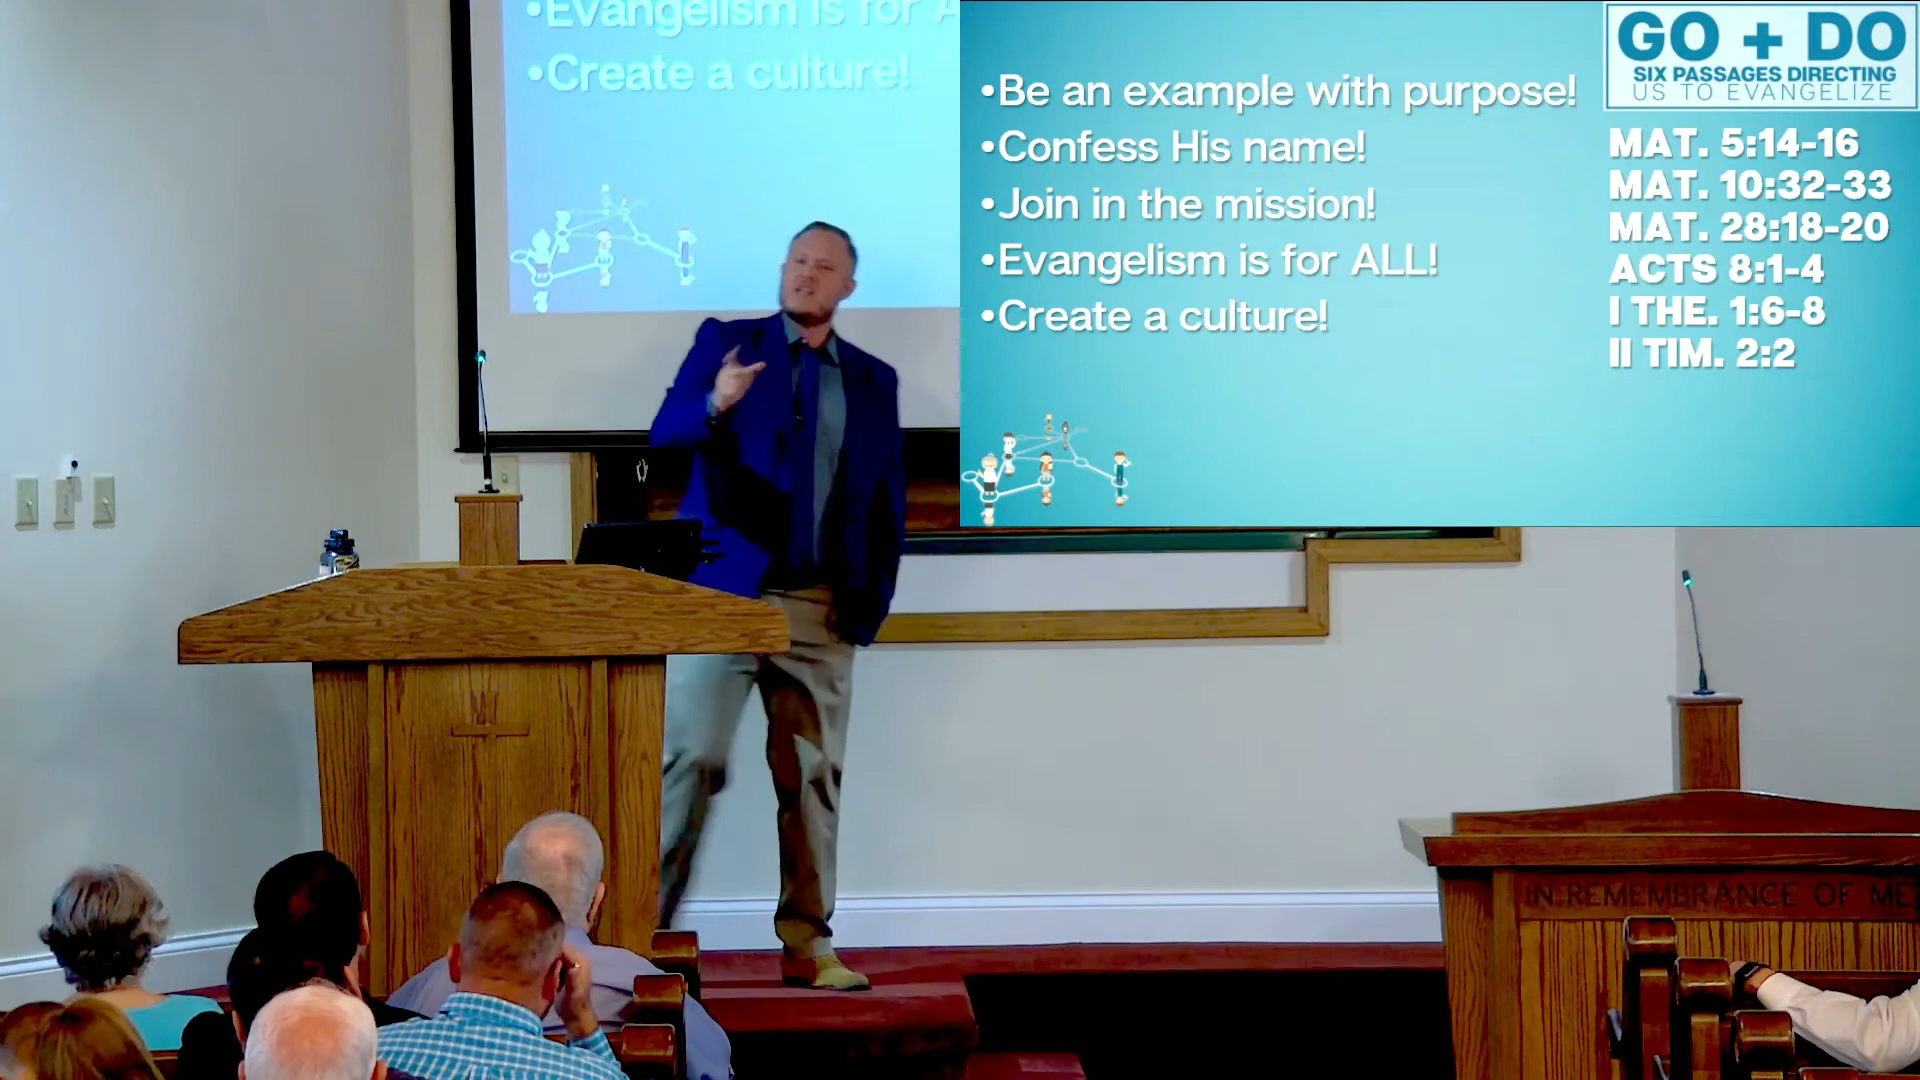 •Evangelism is for A
•Create a culture!
•Be an example with purpose!
•Confess His name!
•Join in the mission!
•Evangelism is for ALL!
•Create a culture!
GO + DO
SIX PASSAGES DIRECTING
US TO EVANGELIZE
MAT. 5:14-16
MAT. 10:32-33
MAT. 28:18-20
ACTS 8:1-4
I THE. 1:6-8
II TIM. 2:2
IN REMEMBRANCE OF ME